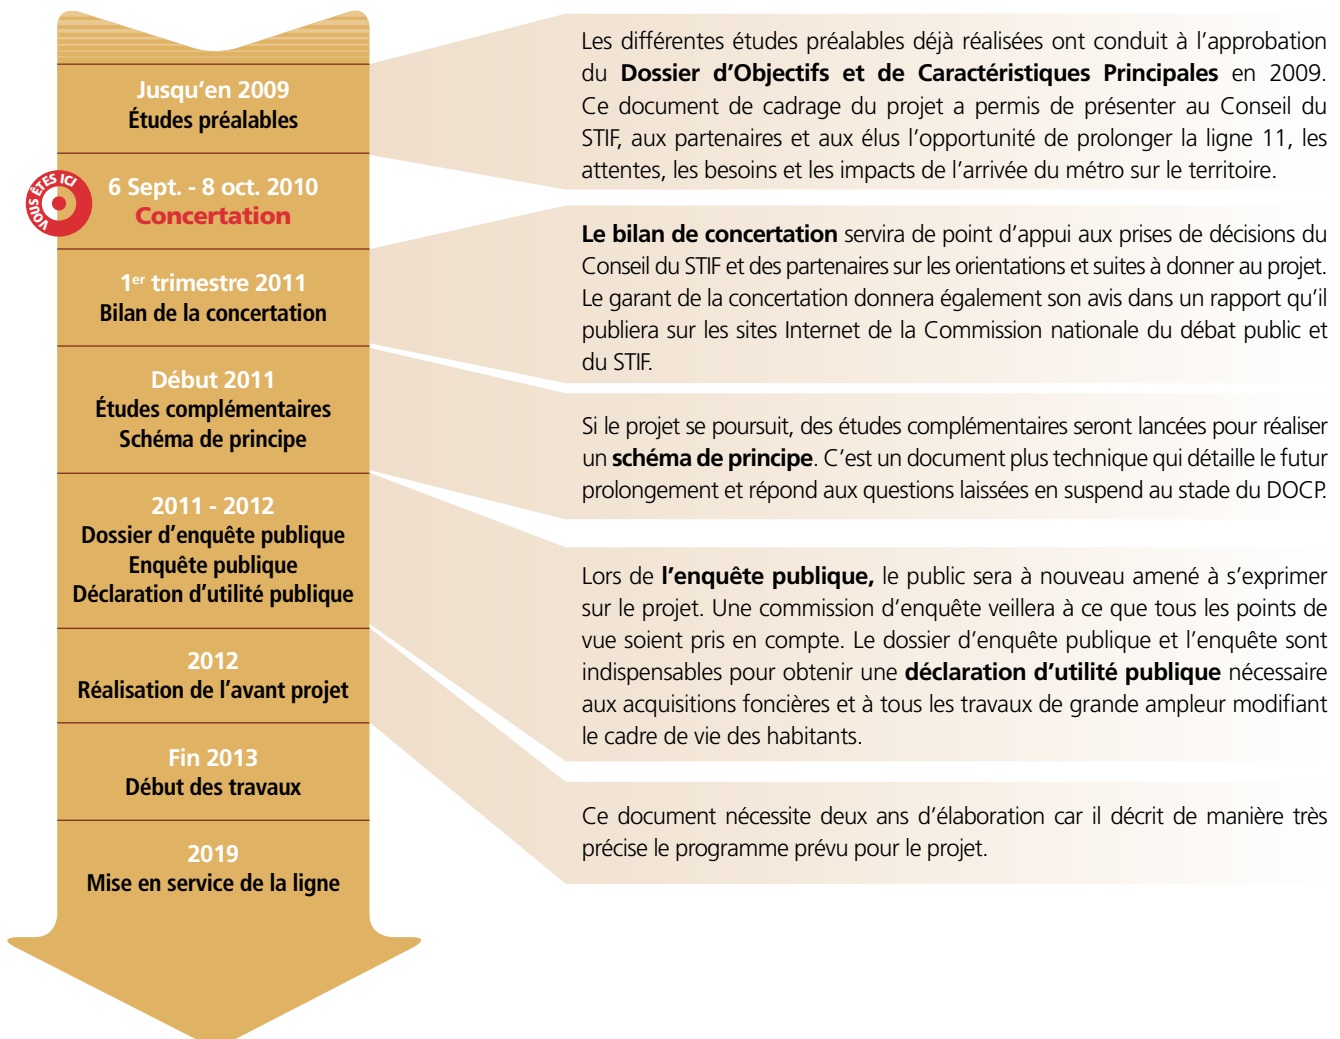 Jusqu'en 2009
Études préalables
VOUS ÊTES ICI
6 Sept. - 8 oct. 2010
Concertation
1er trimestre 2011
Bilan de la concertation
Début 2011
Études complémentaires
Schéma de principe
2011 - 2012
Dossier d'enquête publique
Enquête publique
Déclaration d'utilité publique
2012
Réalisation de l'avant projet
Fin 2013
Début des travaux
2019
Mise en service de la ligne
Les différentes études préalables déjà réalisées ont conduit à l'approbation
du Dossier d'Objectifs et de Caractéristiques Principales en 2009.
Ce document de cadrage du projet a permis de présenter au Conseil du
STIF, aux partenaires et aux élus l'opportunité de prolonger la ligne 11, les
attentes, les besoins et les impacts de l'arrivée du métro sur le territoire.
Le bilan de concertation servira de point d'appui aux prises de décisions du
Conseil du STIF et des partenaires sur les orientations et suites à donner au projet.
Le garant de la concertation donnera également son avis dans un rapport qu'il
publiera sur les sites Internet de la Commission nationale du débat public et
du STIF.
Si le projet se poursuit, des études complémentaires seront lancées pour réaliser
un schéma de principe. C'est un document plus technique qui détaille le futur
prolongement et répond aux questions laissées en suspend au stade du DOCP.
Lors de l'enquête publique, le public sera à nouveau amené à s'exprimer
sur le projet. Une commission d'enquête veillera à ce que tous les points de
vue soient pris en compte. Le dossier d'enquête publique et l'enquête sont
indispensables pour obtenir une déclaration d'utilité publique nécessaire
aux acquisitions foncières et à tous les travaux de grande ampleur modifiant
le cadre de vie des habitants.
Ce document nécessite deux ans d'élaboration car il décrit de manière très
précise le programme prévu pour le projet.